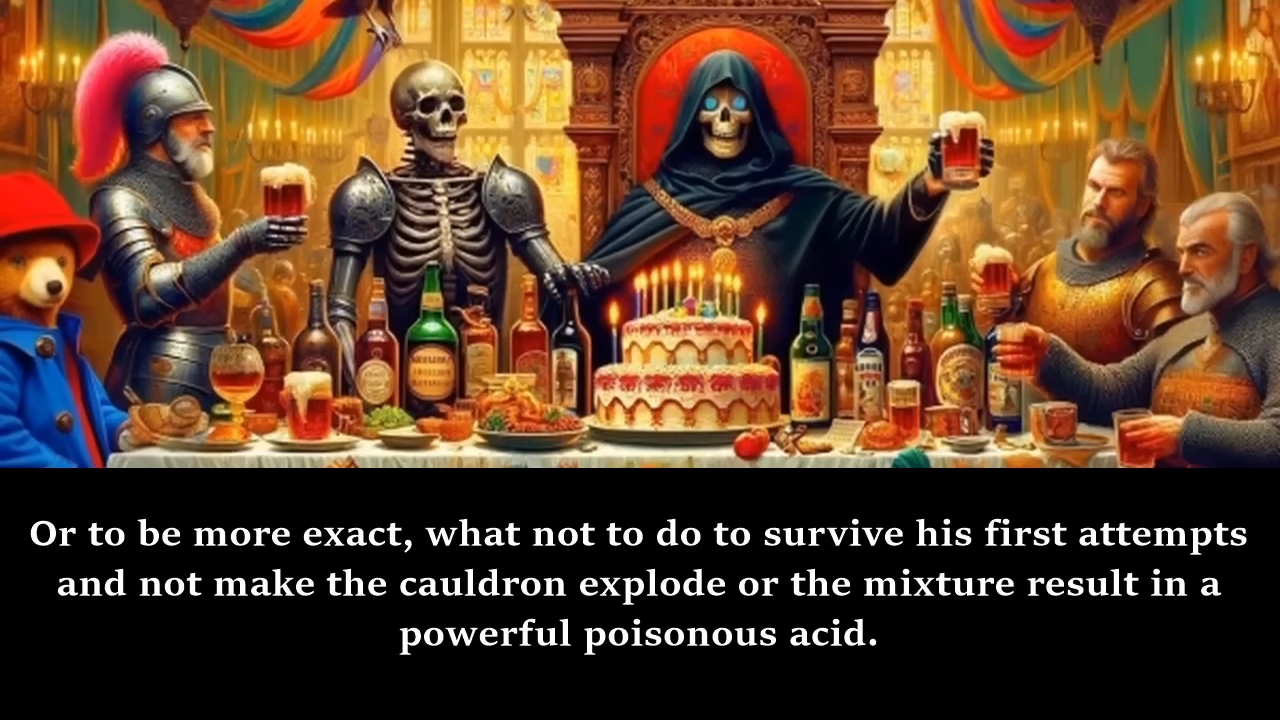 Or to be more exact, what not to do to survive his first attempts
and not make the cauldron explode or the mixture result in a
powerful poisonous acid.